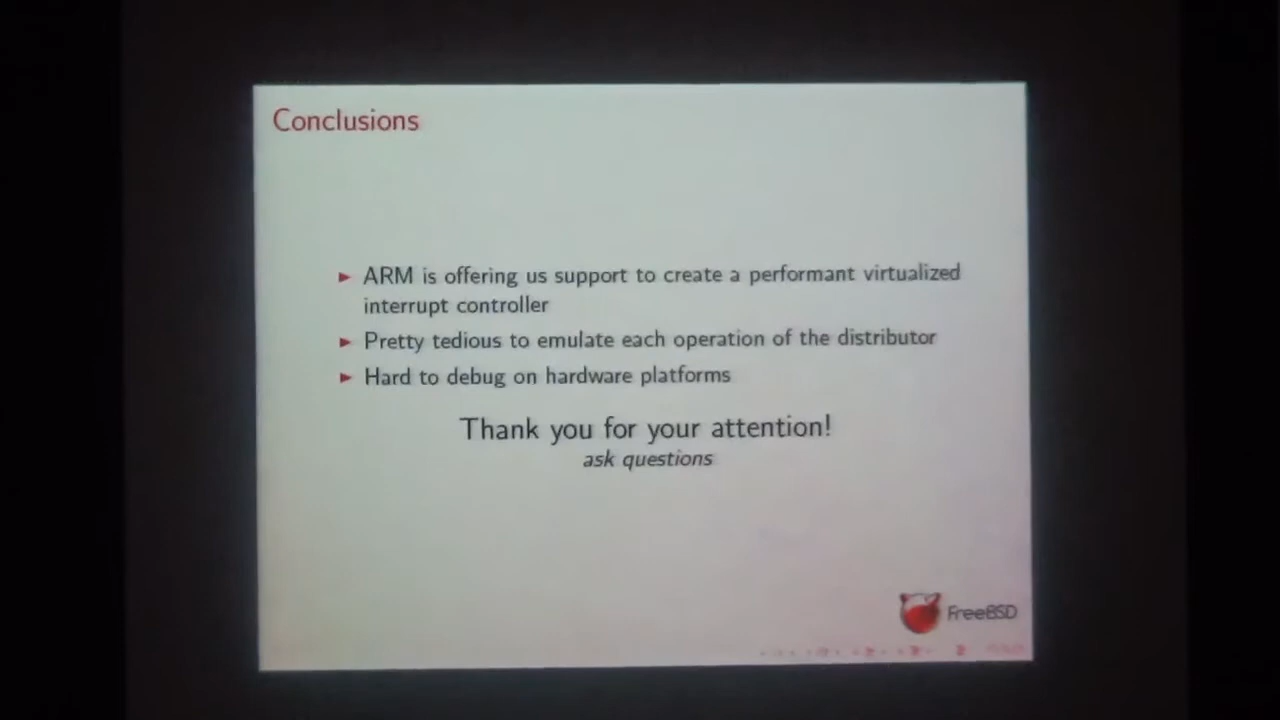 Conclusions
► ARM is offering us support to create a performant virtualized
interrupt controller
► Pretty tedious to emulate each operation of the distributor
► Hard to debug on hardware platforms
Thank you for your attention!
ask questions
FreeBSD